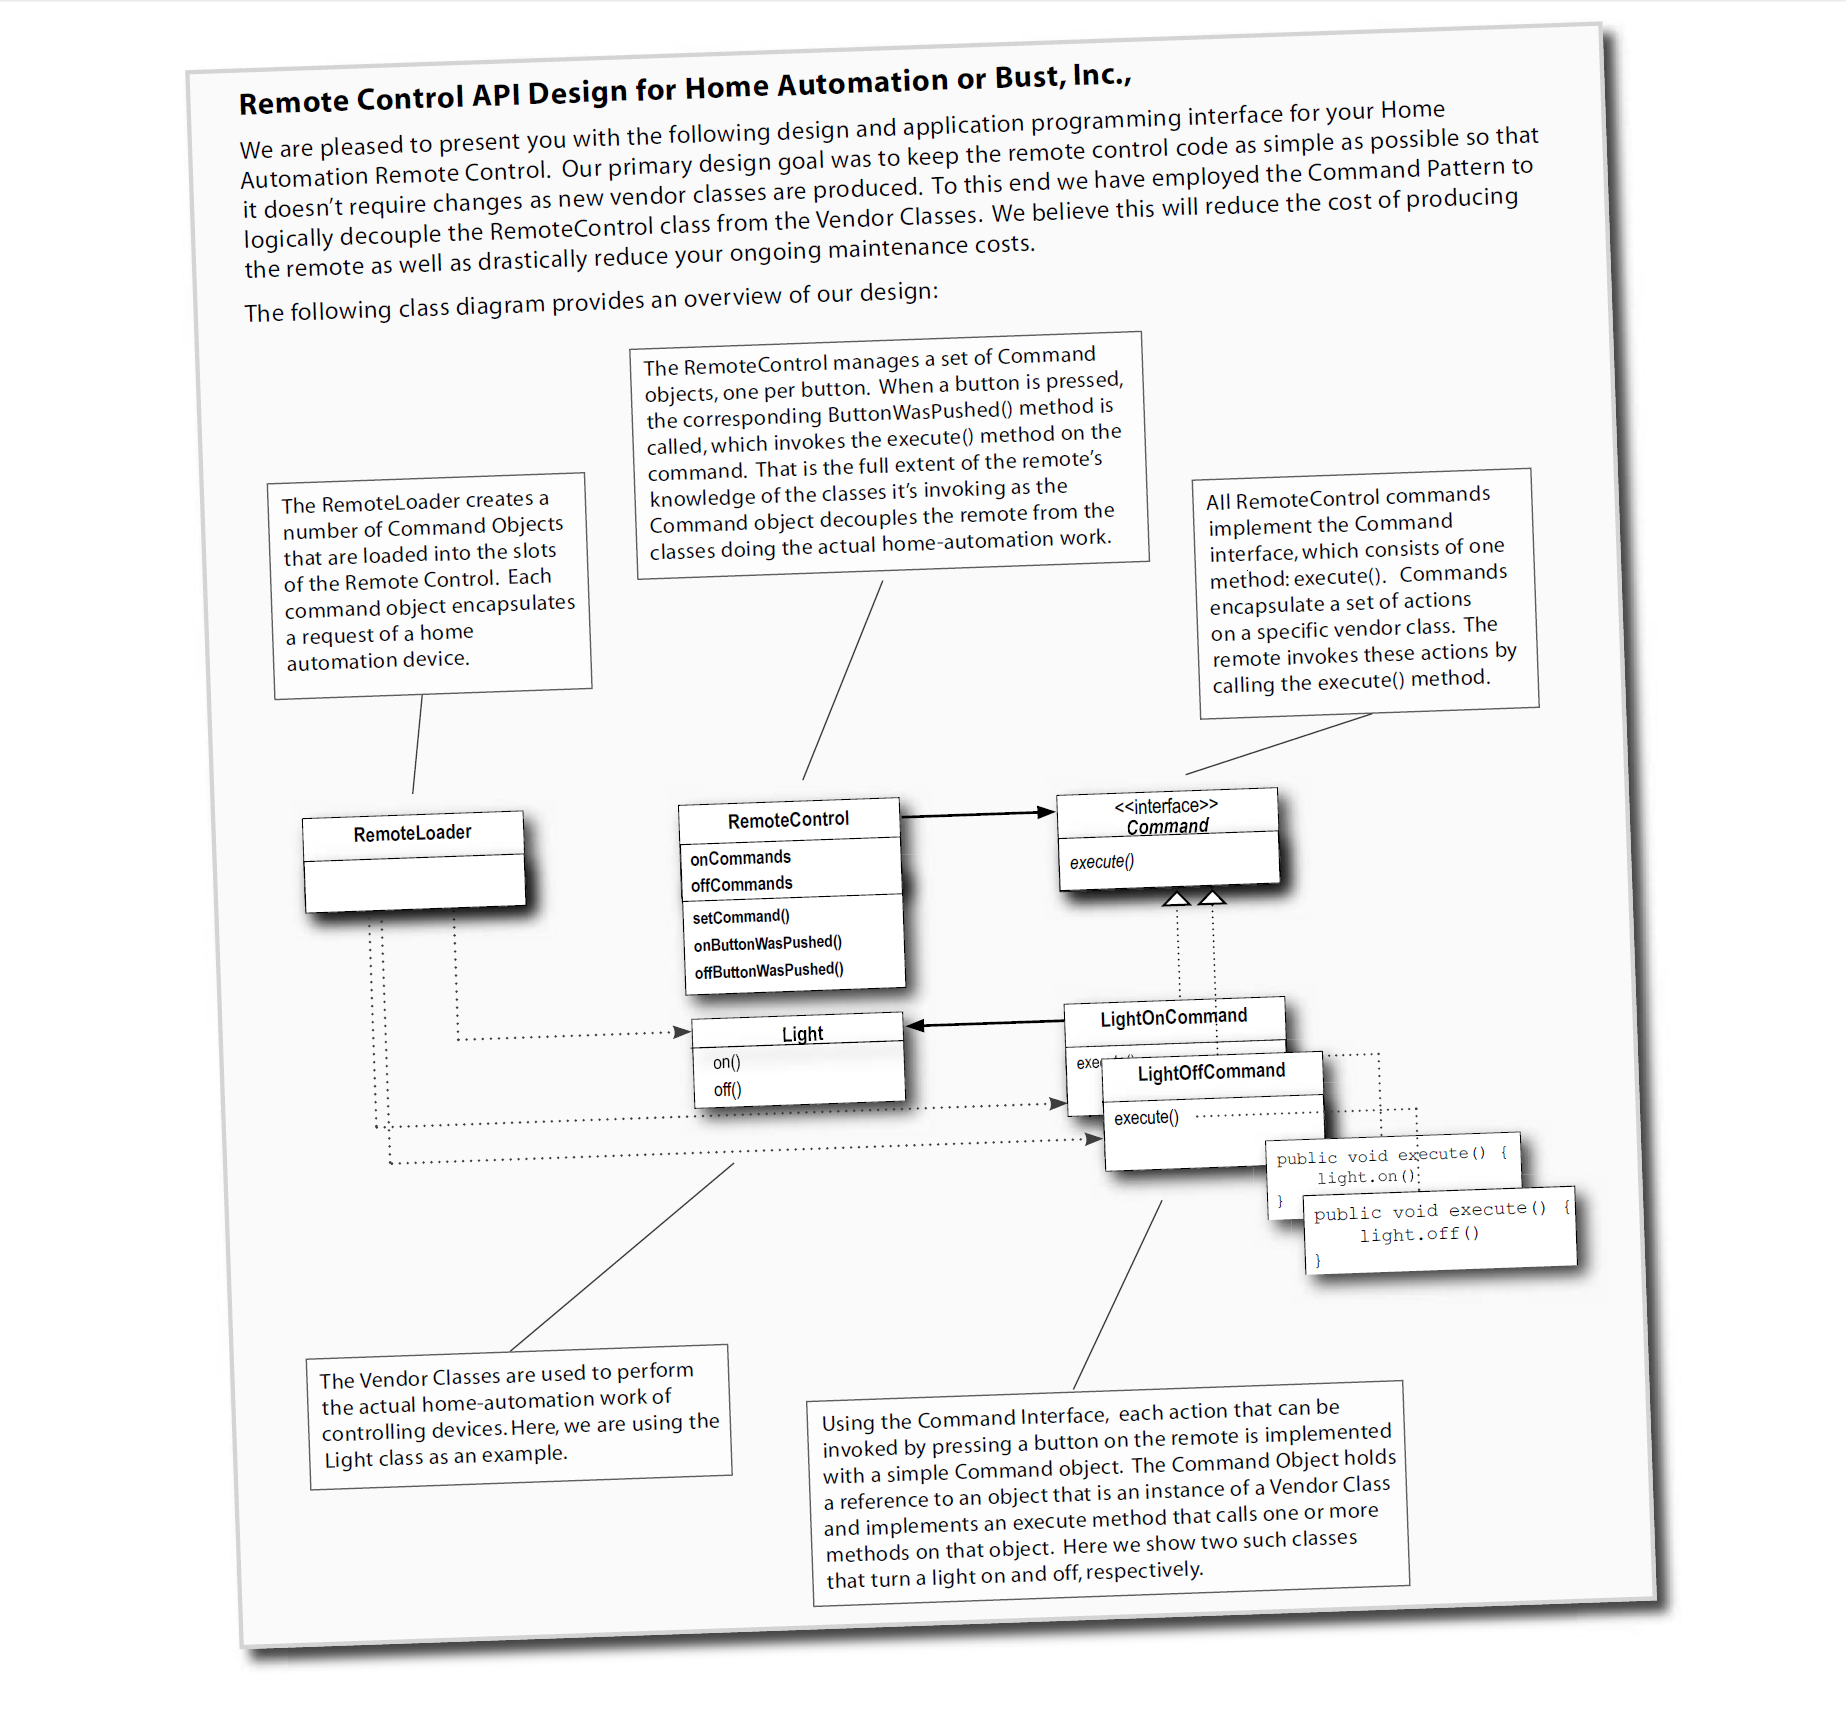 Remote Control API Design for Home Automation or Bust, Inc.,
We are pleased to present you with the following design and application programming interface for your Home
Automation Remote Control. Our primary design goal was to keep the remote control code as simple as possible so that
it doesn't require changes as new vendor classes are produced. To this end we have employed the Command Pattern to
logically decouple the RemoteControl class from the Vendor Classes. We believe this will reduce the cost of producing
the remote as well as drastically reduce your ongoing maintenance costs.
The following class diagram provides an overview of our design:
The RemoteControl manages a set of Command
objects, one per button. When a button is pressed,
the corresponding ButtonWasPushed() method is
called, which invokes the execute() method on the
command. That is the full extent of the remote's
knowledge of the classes it's invoking as the
Command object decouples the remote from the
classes doing the actual home-automation work.
The RemoteLoader creates a
number of Command Objects
that are loaded into the slots
of the Remote Control. Each
command object encapsulates
a request of a home
automation device.
All RemoteControl commands
implement the Command
interface, which consists of one
method: execute(). Commands
encapsulate a set of actions
on a specific vendor class. The
remote invokes these actions by
calling the execute() method.
RemoteLoader
RemoteControl
onCommands
offCommands
setCommand()
onButtonWasPushed()
offButtonWasPushed()
<<interface>>
Command
execute()
Light
on()
off()
LightOnCommand
LightOffCommand
execute()
public void execute() {
light.on()
}
public void execute() {
light.off()
}
The Vendor Classes are used to perform
the actual home-automation work of
controlling devices. Here, we are using the
Light class as an example.
Using the Command Interface, each action that can be
invoked by pressing a button on the remote is implemented
with a simple Command object. The Command Object holds
a reference to an object that is an instance of a Vendor Class
and implements an execute method that calls one or more
methods on that object. Here we show two such classes
that turn a light on and off, respectively.